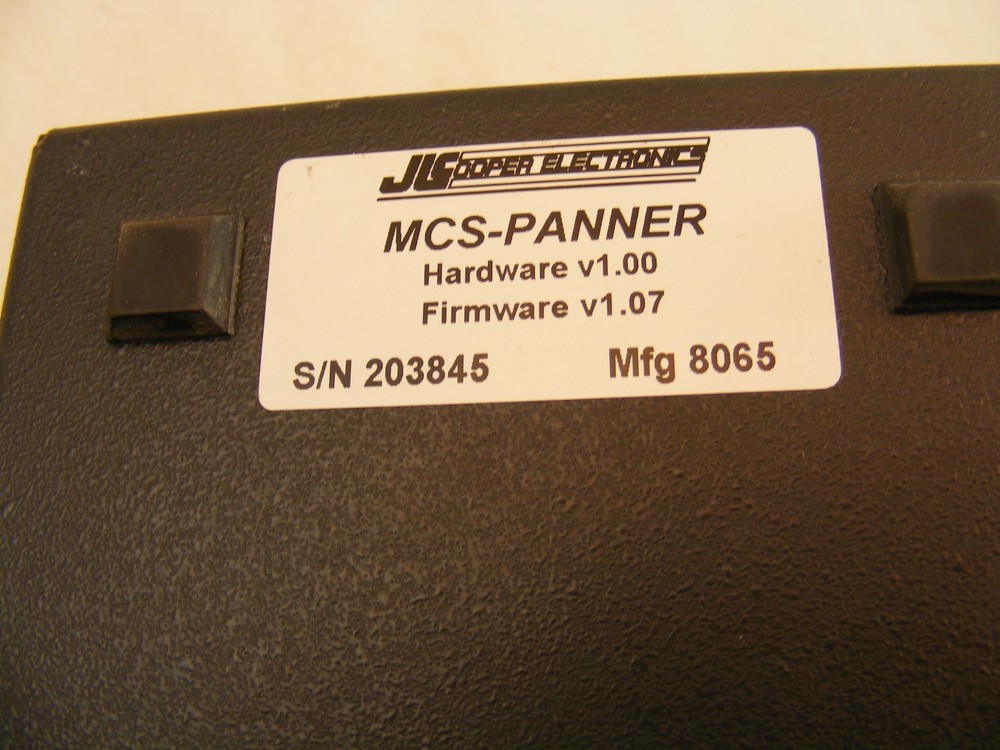 JLCOOPER ELECTRONICS
MCS-PANNER
Hardware v1.00
Firmware v1.07
S/N 203845 Mfg 8065